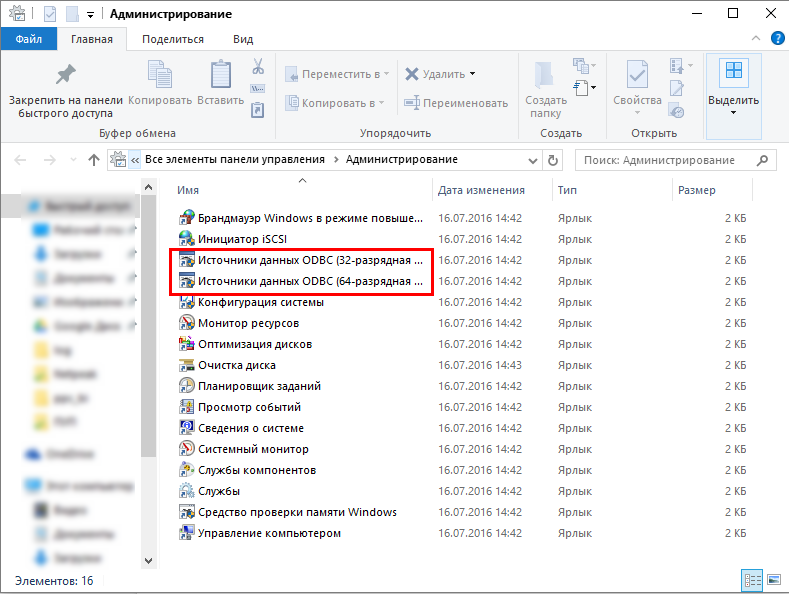 Администрирование
Файл Главная Поделиться Вид
Закрепить на панели быстрого доступа
Копировать
Вставить
Переместить в
Копировать в
Удалить
Переименовать
Создать папку
Свойства
Выделить
Буфер обмена Упорядочить Создать Открыть
« Все элементы панели управления › Администрирование
Поиск: Администрирование
Имя Дата изменения Тип Размер
Брандмауэр Windows в режиме повыше... 16.07.2016 14:42 Ярлык 2 КБ
Инициатор iSCSI 16.07.2016 14:42 Ярлык 2 КБ
Источники данных ODBC (32-разрядная ... 16.07.2016 14:42 Ярлык 2 КБ
Источники данных ODBC (64-разрядная ... 16.07.2016 14:42 Ярлык 2 КБ
Конфигурация системы 16.07.2016 14:42 Ярлык 2 КБ
Монитор ресурсов 16.07.2016 14:42 Ярлык 2 КБ
Оптимизация дисков 16.07.2016 14:42 Ярлык 2 КБ
Очистка диска 16.07.2016 14:43 Ярлык 2 КБ
Планировщик заданий 16.07.2016 14:42 Ярлык 2 КБ
Просмотр событий 16.07.2016 14:42 Ярлык 2 КБ
Сведения о системе 16.07.2016 14:42 Ярлык 2 КБ
Системный монитор 16.07.2016 14:42 Ярлык 2 КБ
Службы компонентов 16.07.2016 14:42 Ярлык 2 КБ
Службы 16.07.2016 14:42 Ярлык 2 КБ
Средство проверки памяти Windows 16.07.2016 14:42 Ярлык 2 КБ
Управление компьютером 16.07.2016 14:42 Ярлык 2 КБ
Элементов: 16